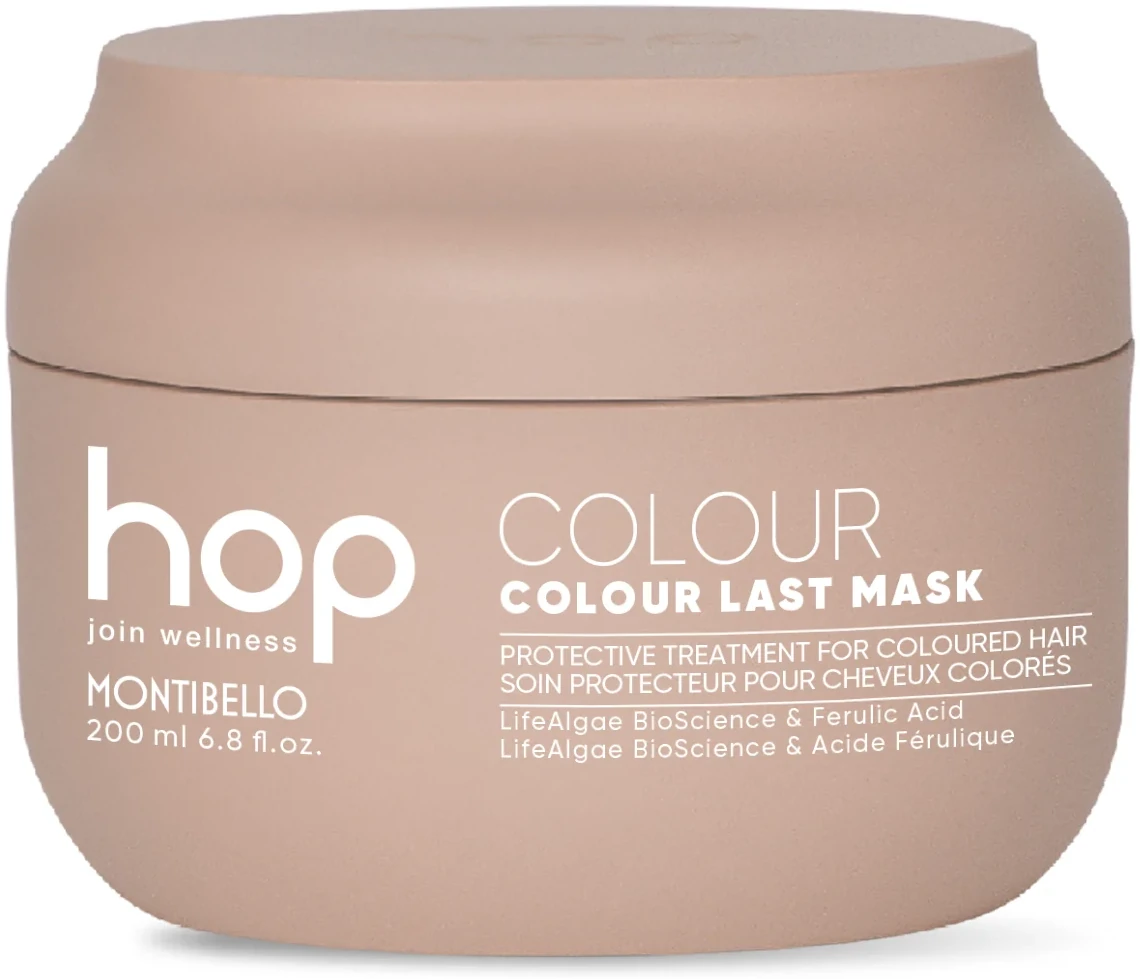 hop
join wellness
MONTIBELLO
200 ml 6.8 fl.oz.
COLOUR
COLOUR LAST MASK
PROTECTIVE TREATMENT FOR COLOURED HAIR
SOIN PROTECTEUR POUR CHEVEUX COLORÉS
LifeAlgae BioScience & Ferulic Acid
LifeAlgae BioScience & Acide Férulique